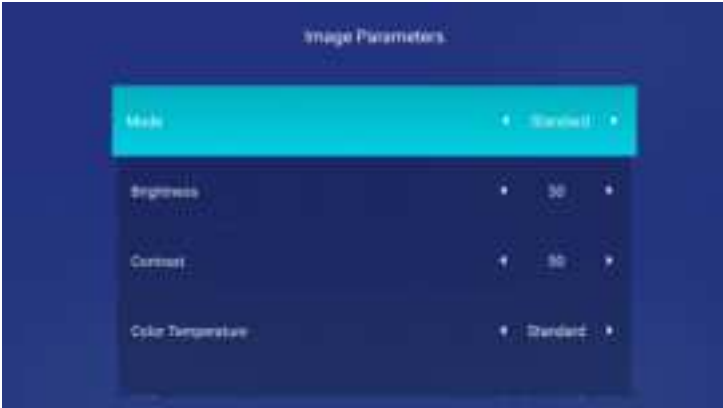 Image Parameters
Mode Standard
Brightness 50
Contrast 50
Color Temperature Standard